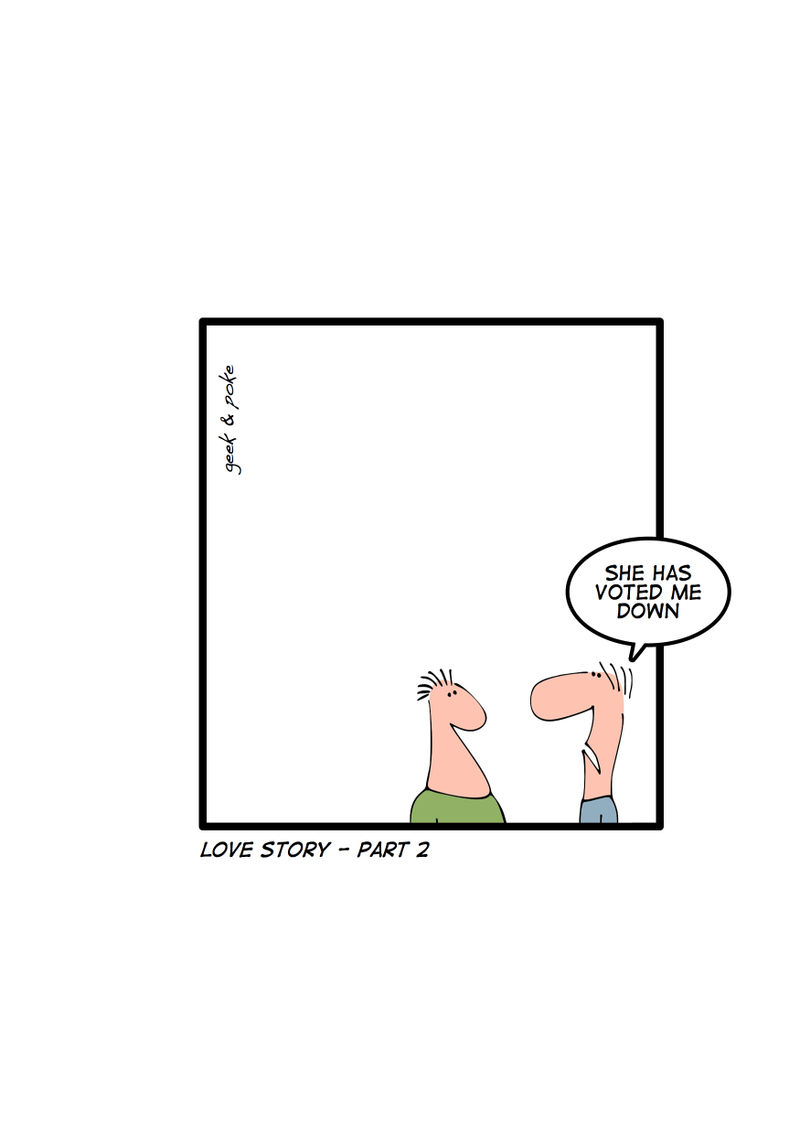 geek & poke
SHE HAS
VOTED ME
DOWN
LOVE STORY - PART 2